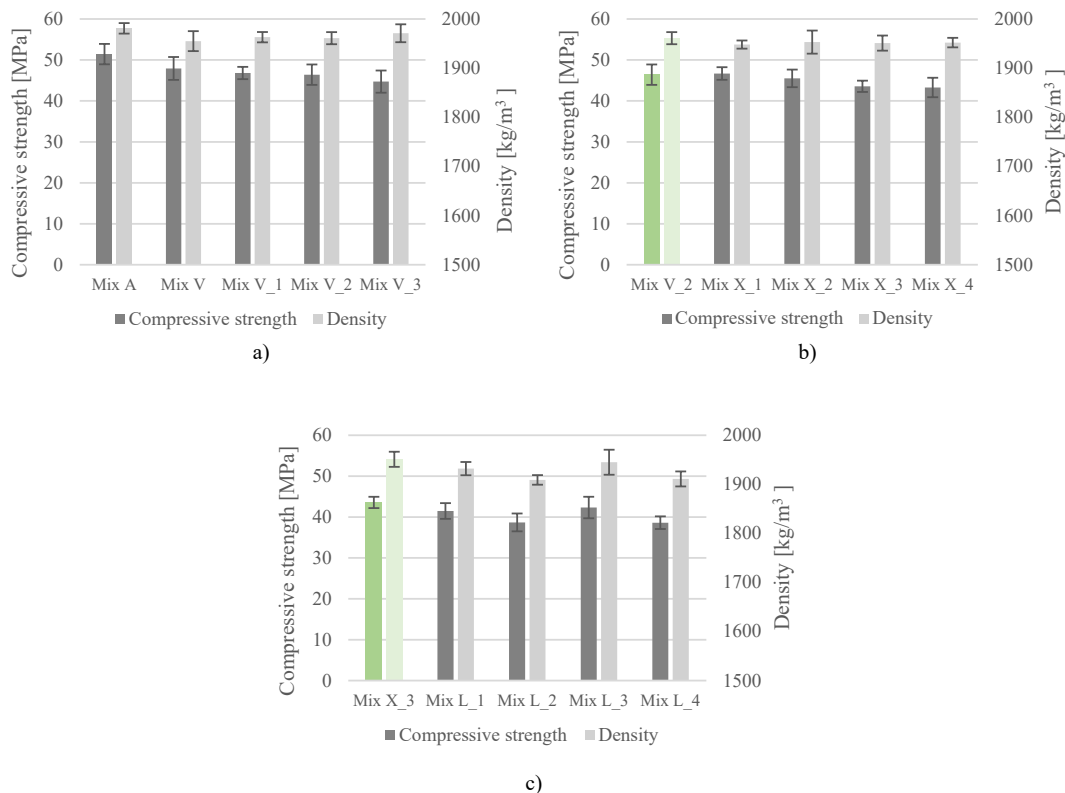 Compressive strength [MPa]
60
50
40
30
20
10
0
2000
1900
1800
1700
1600
1500
Density [kg/m³ ]
Mix A Mix V Mix V_1 Mix V_2 Mix V_3
Compressive strength Density
a)
Compressive strength [MPa]
60
50
40
30
20
10
0
2000
1900
1800
1700
1600
1500
Density [kg/m³ ]
Mix V_2 Mix X_1 Mix X_2 Mix X_3 Mix X_4
Compressive strength Density
b)
Compressive strength [MPa]
60
50
40
30
20
10
0
2000
1900
1800
1700
1600
1500
Density [kg/m³ ]
Mix X_3 Mix L_1 Mix L_2 Mix L_3 Mix L_4
Compressive strength Density
c)